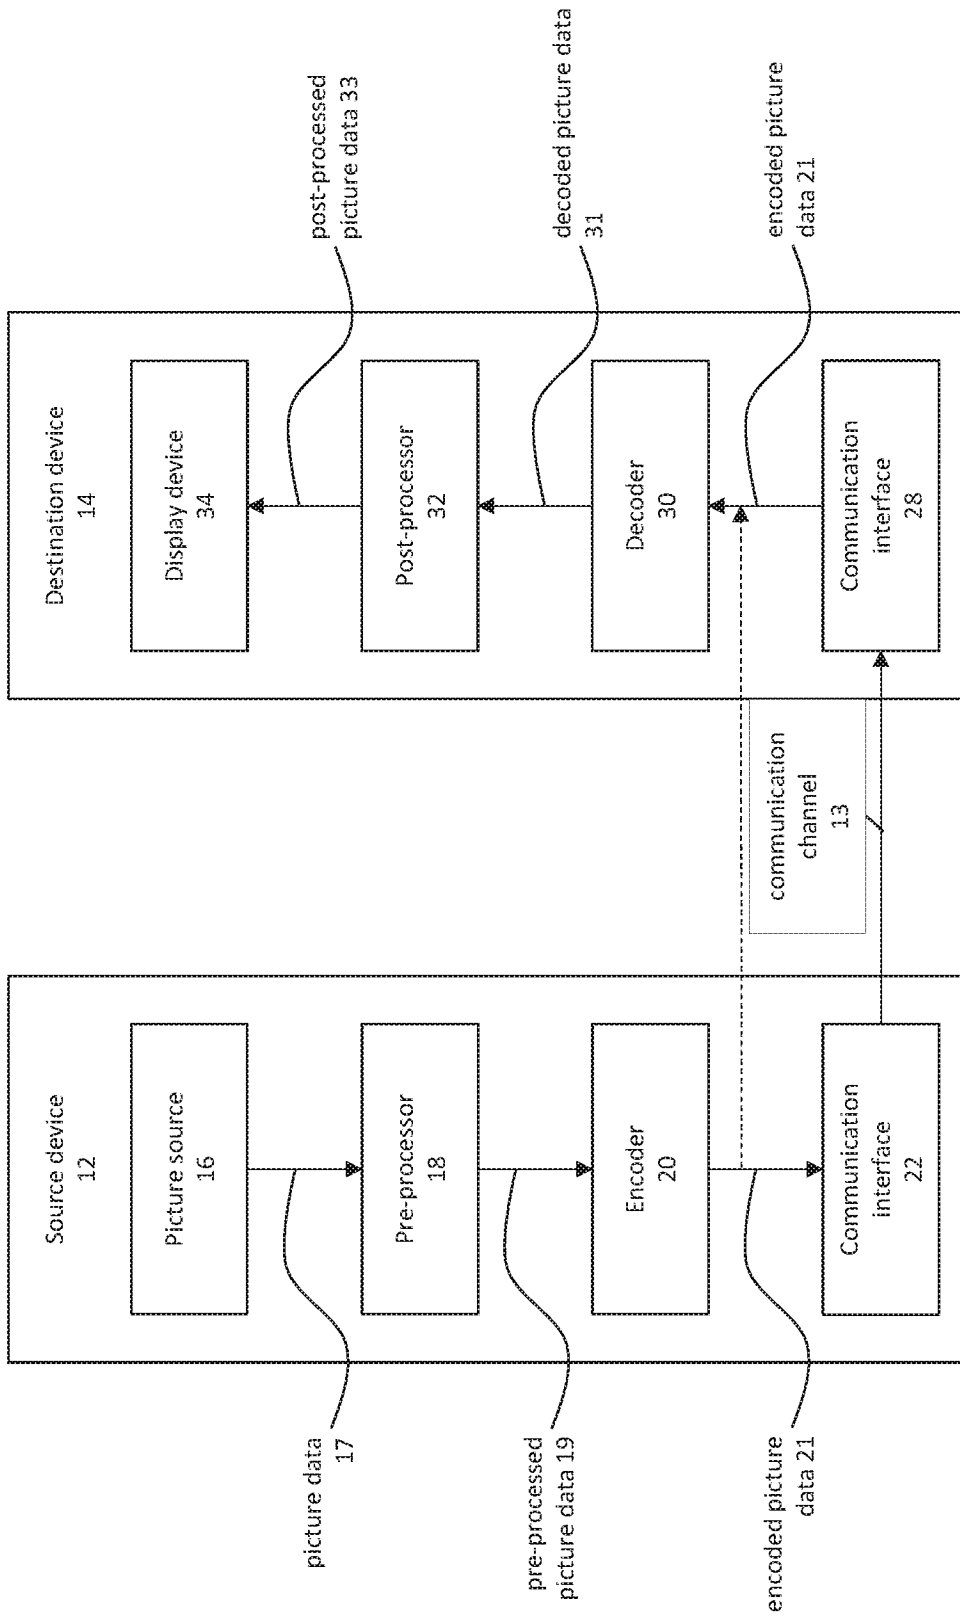 Source device
12
Picture source
16
picture data
17
Pre-processor
18
pre-processed
picture data 19
Encoder
20
encoded picture
data 21
Communication
interface
22
communication
channel
13
Destination device
14
Display device
34
post-processed
picture data 33
Post-processor
32
decoded picture data
31
Decoder
30
encoded picture
data 21
Communication
interface
28